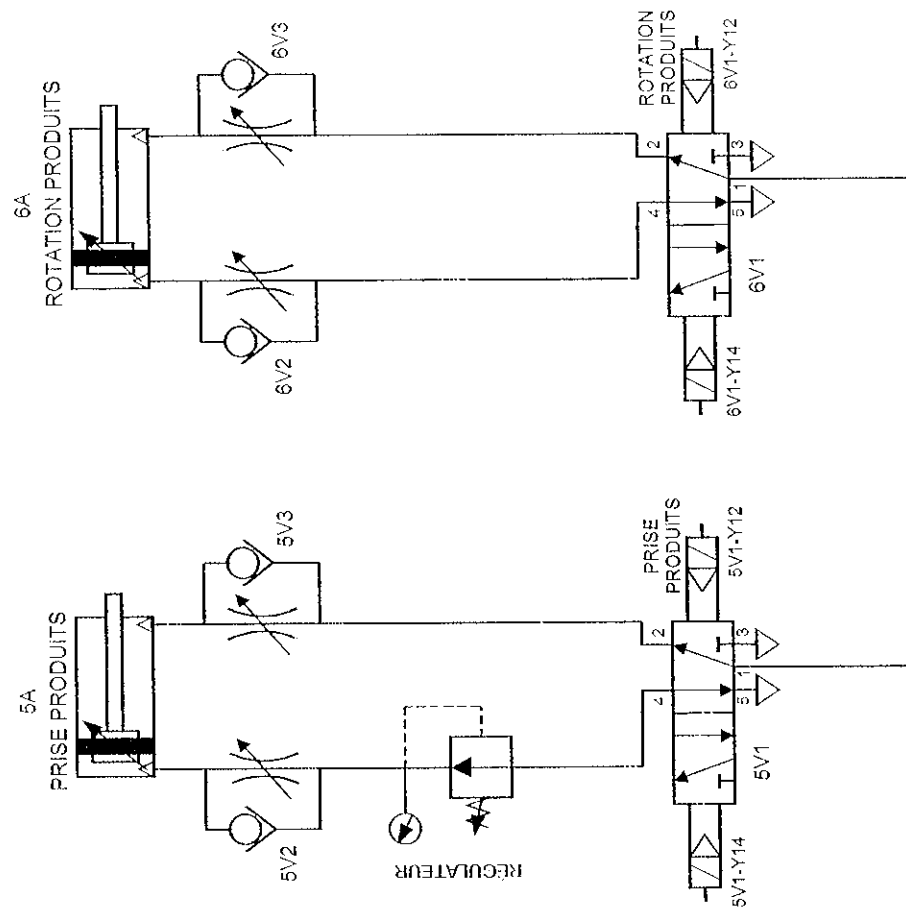 6A
ROTATION PRODUITS
6V2
6V3
4
2
5
1
3
6V1
ROTATION
PRODUITS
6V1-Y14
6V1-Y12
5A
PRISE PRODUITS
5V2
5V3
RÉGULATEUR
4
2
5
1
3
5V1
PRISE
PRODUITS
5V1-Y14
5V1-Y12